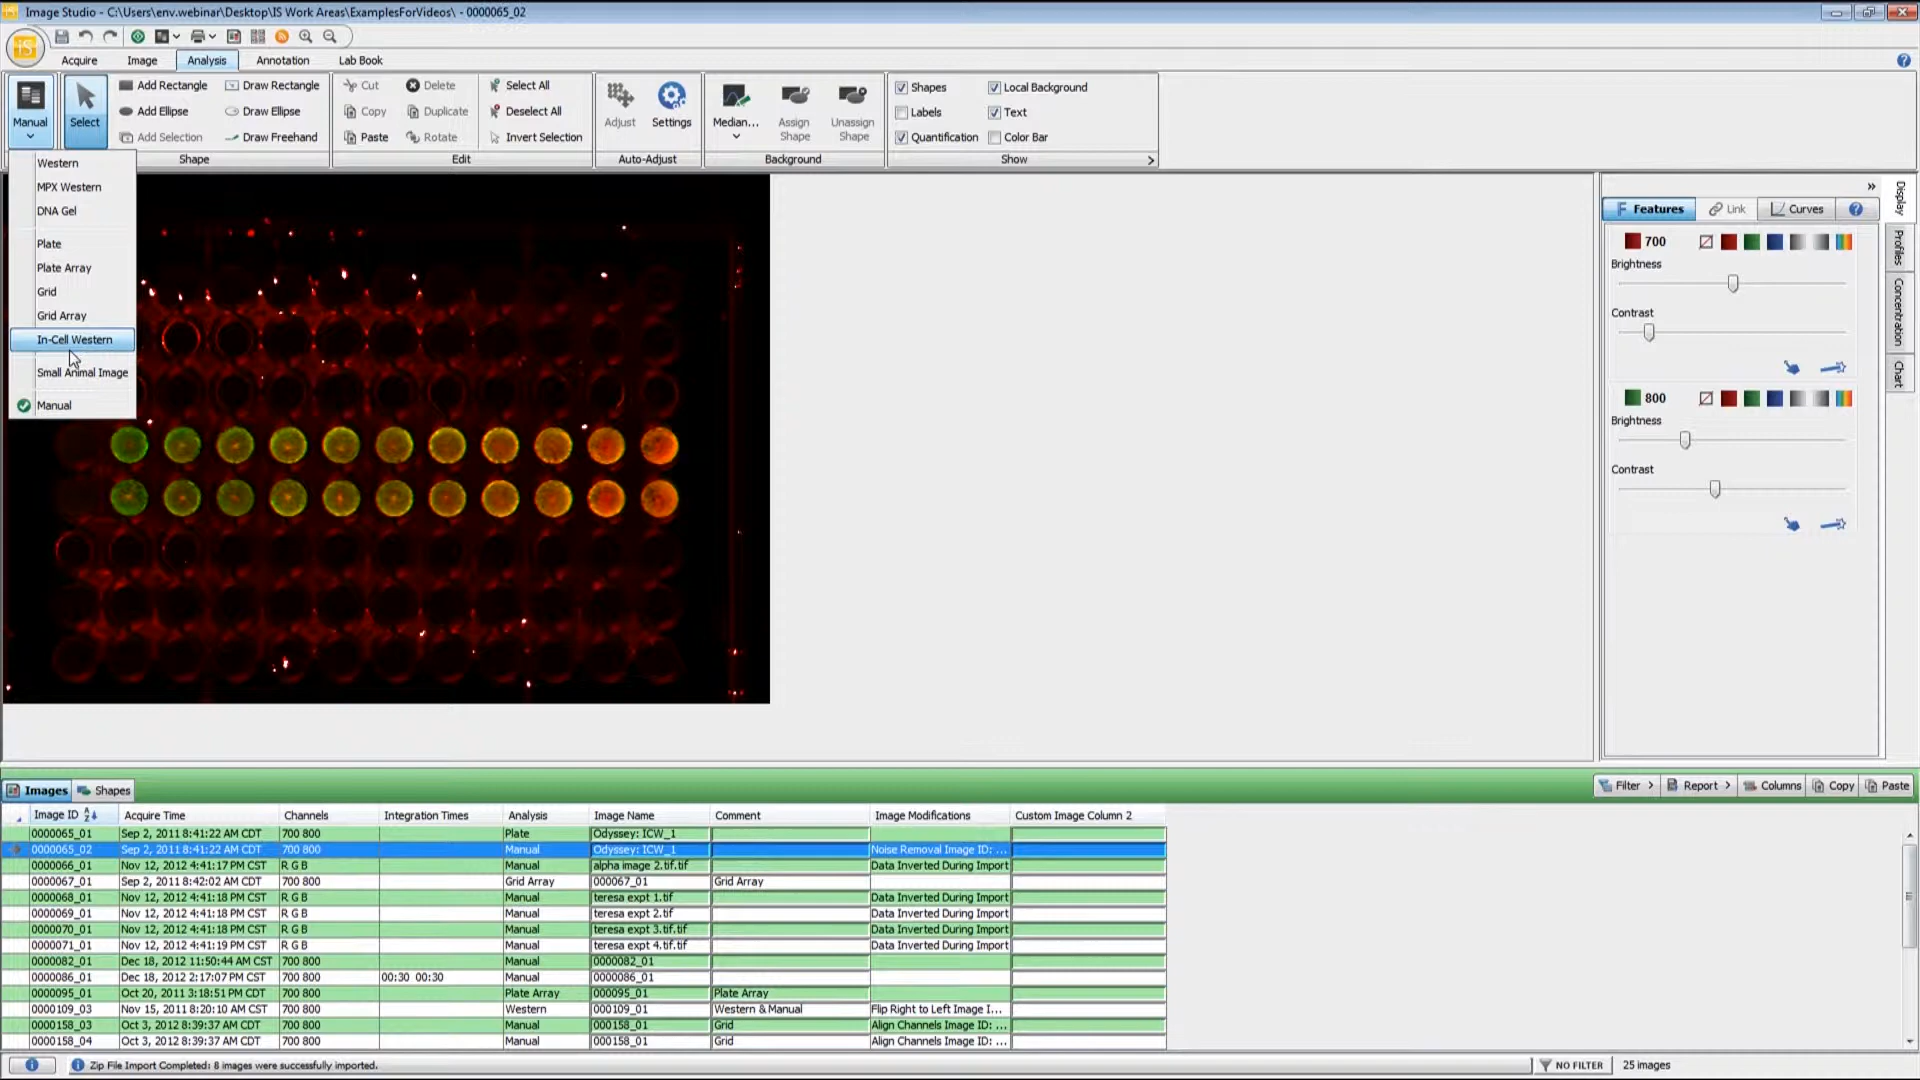 Image Studio - C:\Users\env.webinar\Desktop\IS Work Areas\ExamplesForVideos\ - 0000065_02
iS
Acquire Image Analysis Annotation Lab Book
Manual Select Add Rectangle Draw Rectangle Cut Delete Select All Adjust Settings Median... Assign Shape Unassign Shape Shapes Local Background
Add Ellipse Draw Ellipse Copy Duplicate Deselect All Labels Text
Add Selection Draw Freehand Paste Rotate Invert Selection Quantification Color Bar
Shape Edit Auto-Adjust Background Show
Western
MPX Western
DNA Gel
Plate
Plate Array
Grid
Grid Array
In-Cell Western
Small Animal Image
Manual
Features Link Curves
700
Brightness
Contrast
800
Brightness
Contrast
Display
Profiles
Concentration
Chart
Images Shapes Filter Report Columns Copy Paste
Image ID Acquire Time Channels Integration Times Analysis Image Name Comment Image Modifications Custom Image Column 2
0000065_01 Sep 2, 2011 8:41:22 AM CDT 700 800 Plate Odyssey: ICW_1
0000065_02 Sep 2, 2011 8:41:22 AM CDT 700 800 Manual Odyssey: ICW_1 Noise Removal Image ID: ...
0000066_01 Nov 12, 2012 4:41:17 PM CST R G B Manual alpha image 2.tif.tif Data Inverted During Import
0000067_01 Sep 2, 2011 8:42:02 AM CDT 700 800 Grid Array 000067_01 Grid Array
0000068_01 Nov 12, 2012 4:41:18 PM CST R G B Manual teresa expt 1.tif Data Inverted During Import
0000069_01 Nov 12, 2012 4:41:18 PM CST R G B Manual teresa expt 2.tif Data Inverted During Import
0000070_01 Nov 12, 2012 4:41:18 PM CST R G B Manual teresa expt 3.tif.tif Data Inverted During Import
0000071_01 Nov 12, 2012 4:41:19 PM CST R G B Manual teresa expt 4.tif.tif Data Inverted During Import
0000082_01 Dec 18, 2012 11:50:44 AM CST 700 800 Manual 0000082_01
0000086_01 Dec 18, 2012 2:17:07 PM CST 700 800 00:30 00:30 Manual 0000086_01
0000095_01 Oct 20, 2011 3:18:51 PM CDT 700 800 Plate Array 000095_01 Plate Array
0000109_03 Nov 15, 2011 8:20:10 AM CST 700 800 Western 000109_01 Western & Manual Flip Right to Left Image I...
0000158_03 Oct 3, 2012 8:39:37 AM CDT 700 800 Manual 000158_01 Grid Align Channels Image ID: ...
0000158_04 Oct 3, 2012 8:39:37 AM CDT 700 800 Manual 000158_01 Grid Align Channels Image ID: ...
Zip File Import Completed: 8 images were successfully imported. NO FILTER 25 images